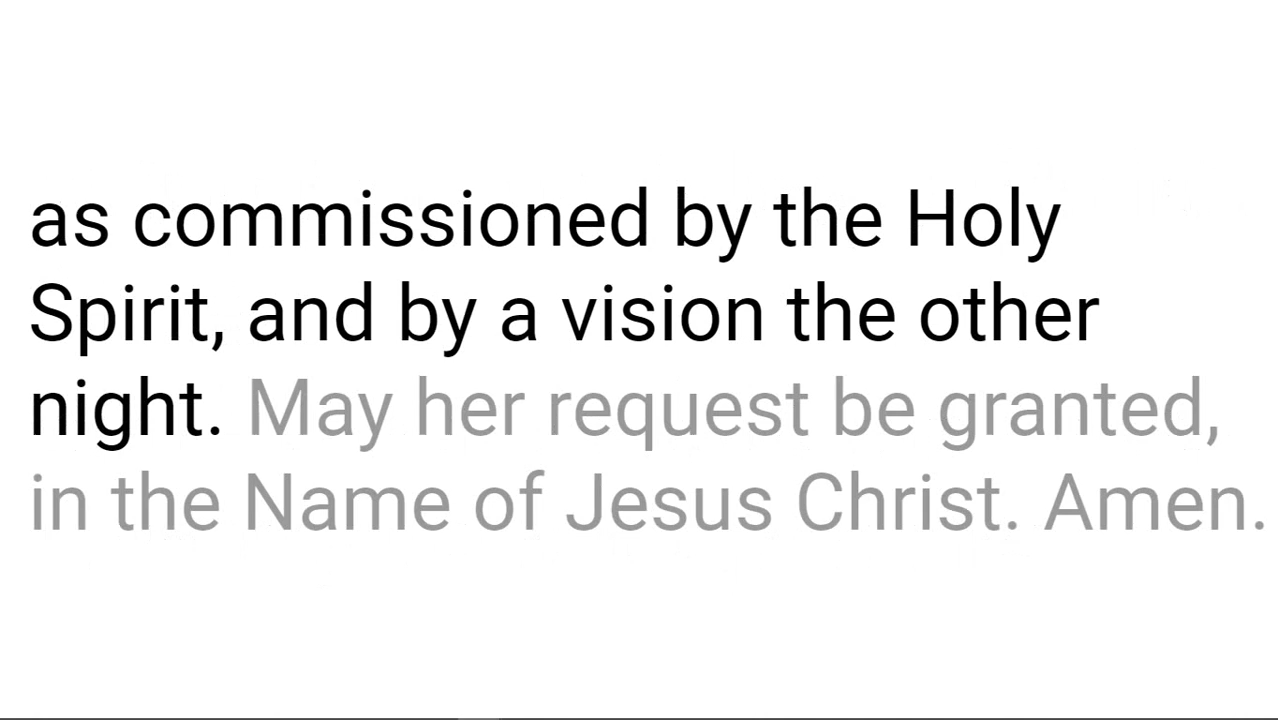 as commissioned by the Holy
Spirit, and by a vision the other
night. May her request be granted,
in the Name of Jesus Christ. Amen.